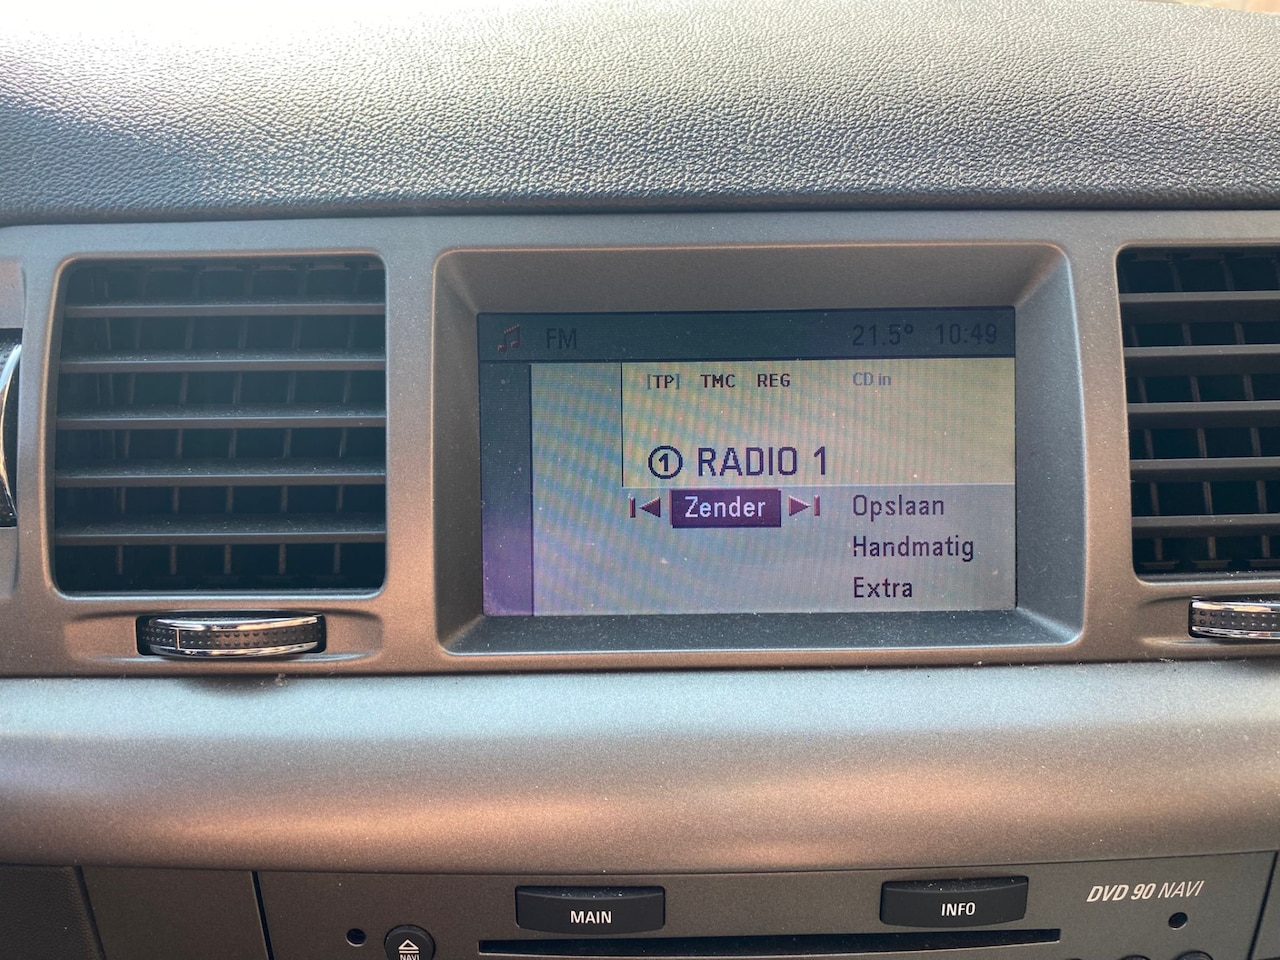 FM 21.5° 10:49
[TP] TMC REG CD in
① RADIO 1
Zender Opslaan
Handmatig
Extra
DVD 90 NAVI
MAIN INFO
NAVI